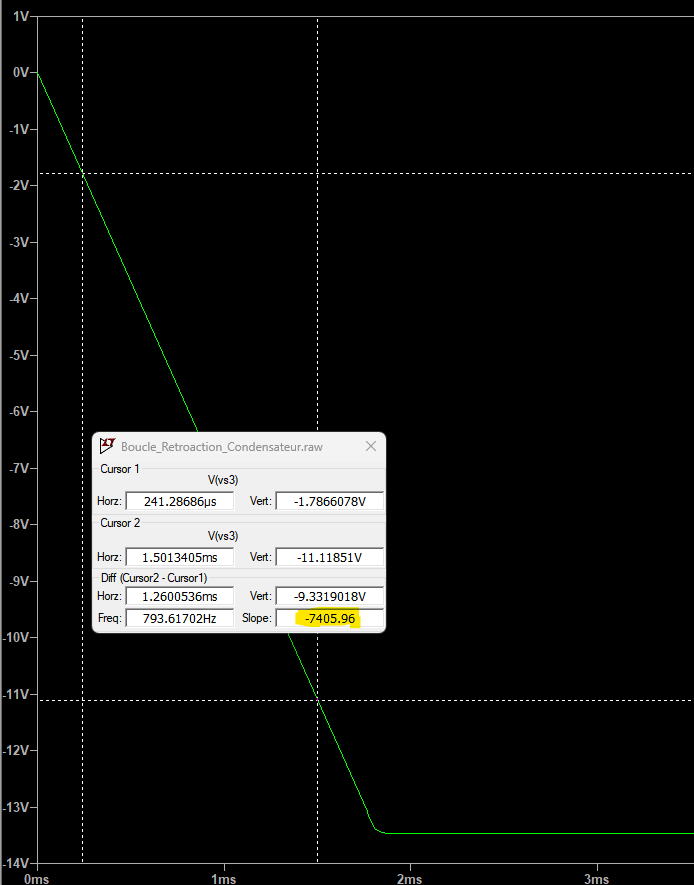 1V
0V
-1V
-2V
-3V
-4V
-5V
-6V
-7V
-8V
-9V
-10V
-11V
-12V
-13V
-14V
0ms 1ms 2ms 3ms
Boucle_Retroaction_Condensateur.raw
Cursor 1
V(vs3)
Horz: 241.28686µs Vert: -1.7866078V
Cursor 2
V(vs3)
Horz: 1.5013405ms Vert: -11.11851V
Diff (Cursor2 - Cursor1)
Horz: 1.2600536ms Vert: -9.3319018V
Freq: 793.61702Hz Slope: -7405.96